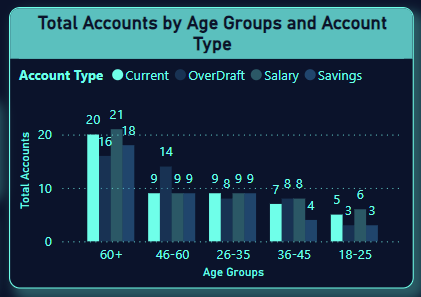 Total Accounts by Age Groups and Account
Type
Account Type Current OverDraft Salary Savings
Total Accounts
20
10
0
20 16 21 18
9 14 9 9
9 8 9 9
7 8 8 4
5 3 6 3
60+ 46-60 26-35 36-45 18-25
Age Groups